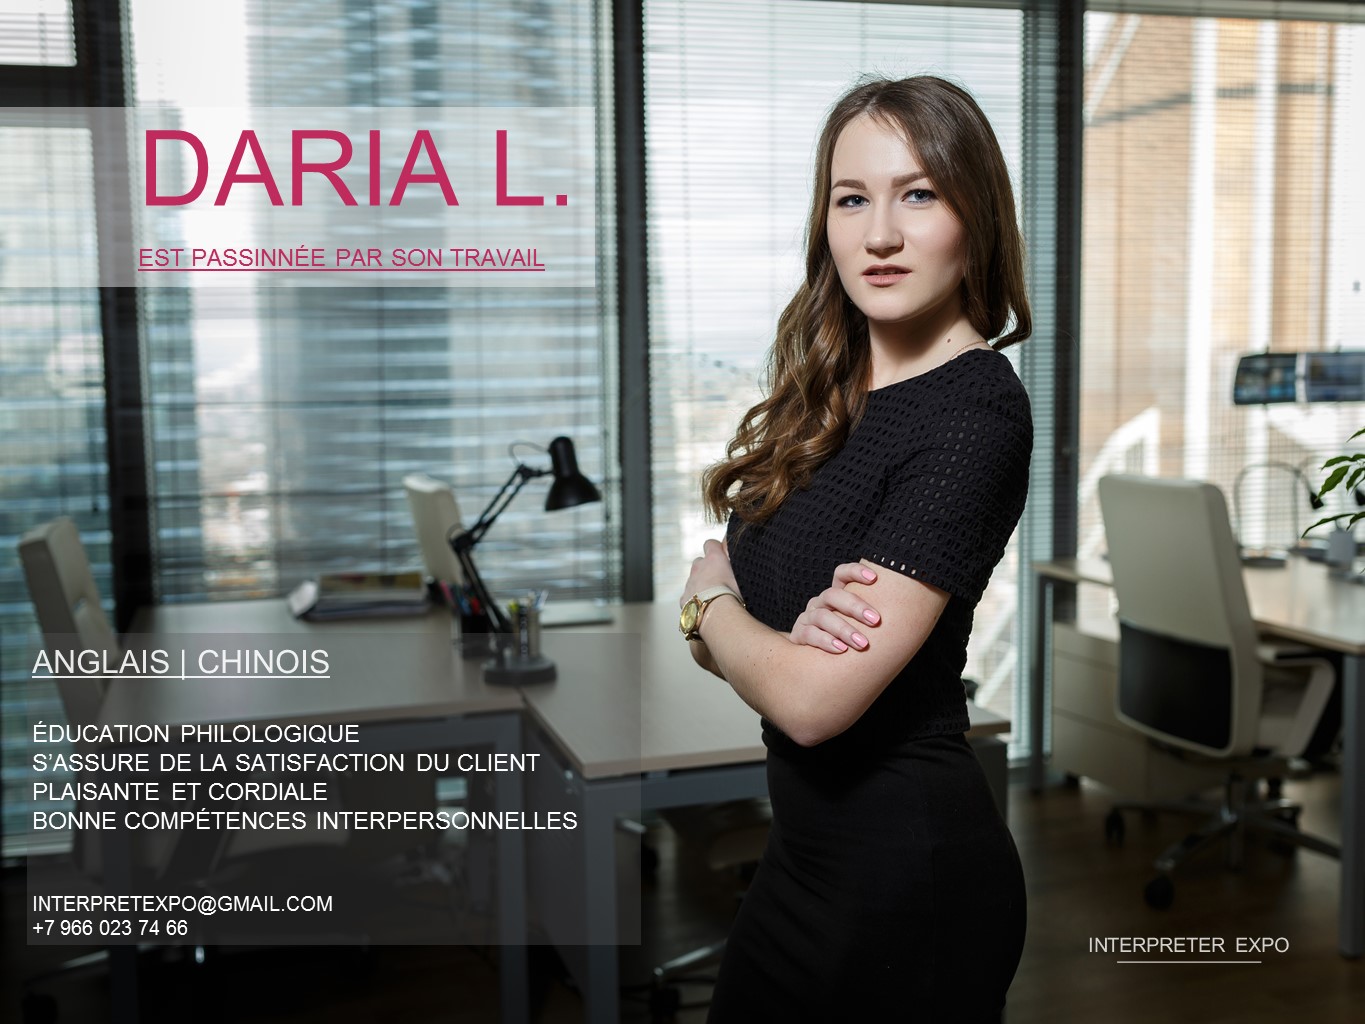 DARIA L.
EST PASSINNÉE PAR SON TRAVAIL
ANGLAIS | CHINOIS
ÉDUCATION PHILOLOGIQUE
S’ASSURE DE LA SATISFACTION DU CLIENT
PLAISANTE ET CORDIALE
BONNE COMPÉTENCES INTERPERSONNELLES
INTERPRETEXPO@GMAIL.COM
+7 966 023 74 66
INTERPRETER EXPO